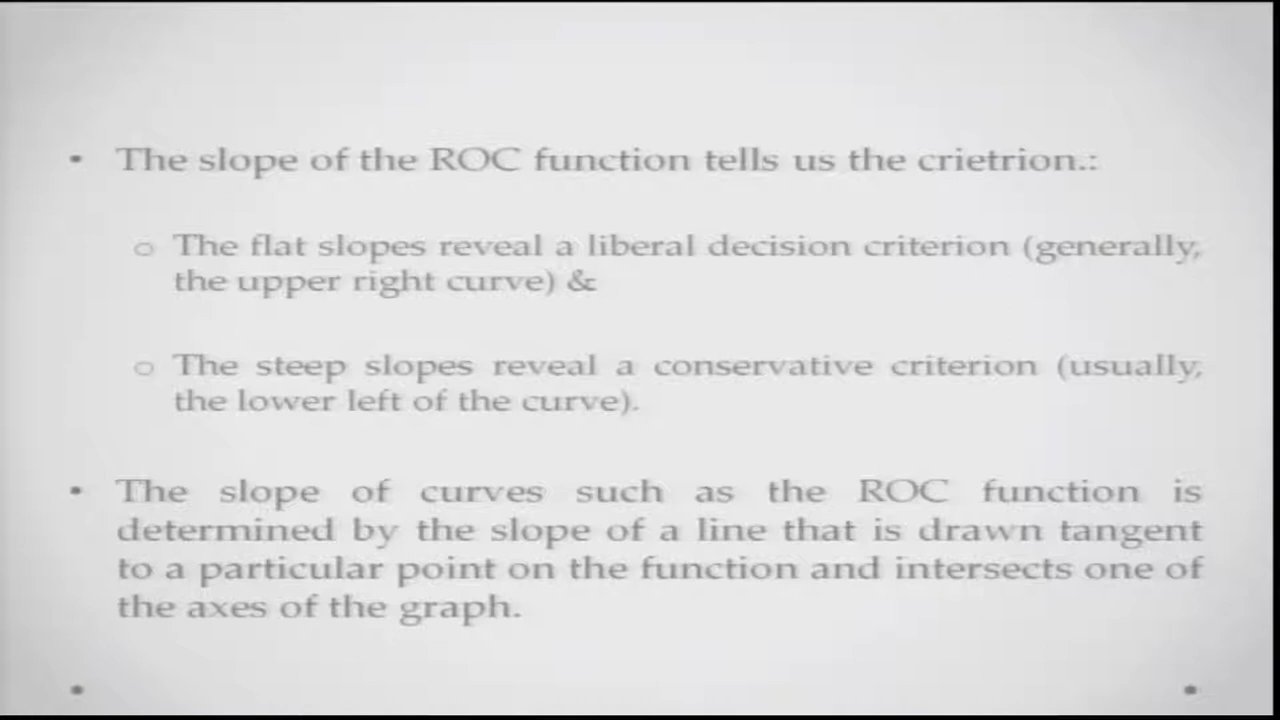 • The slope of the ROC function tells us the crietrion.:
o The flat slopes reveal a liberal decision criterion (generally,
the upper right curve) &
o The steep slopes reveal a conservative criterion (usually,
the lower left of the curve).
• The slope of curves such as the ROC function is
determined by the slope of a line that is drawn tangent
to a particular point on the function and intersects one of
the axes of the graph.